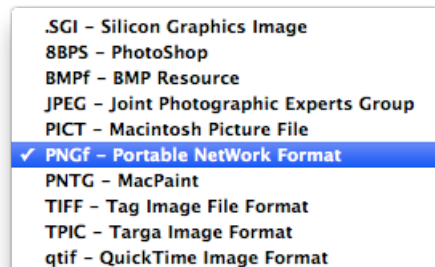 .SGI – Silicon Graphics Image
8BPS – PhotoShop
BMPf – BMP Resource
JPEG – Joint Photographic Experts Group
PICT – Macintosh Picture File
✓ PNGf – Portable NetWork Format
PNTG – MacPaint
TIFF – Tag Image File Format
TPIC – Targa Image Format
qtif – QuickTime Image Format